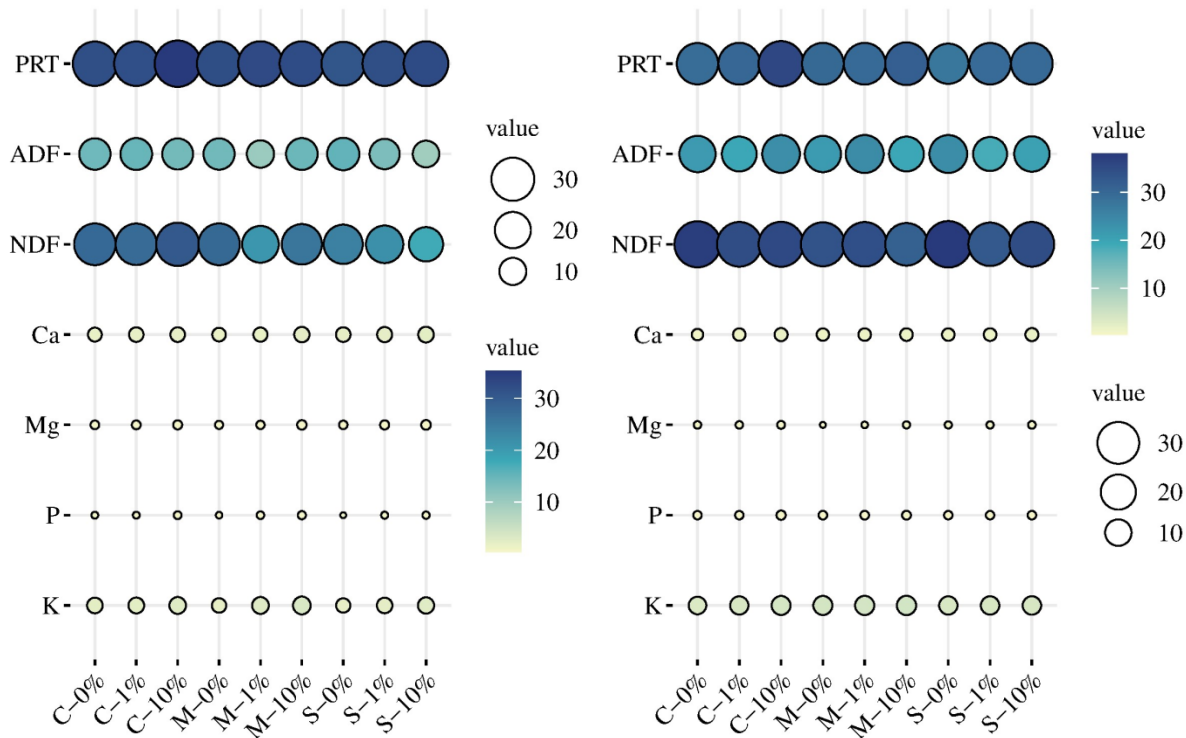 PRT
ADF
NDF
Ca
Mg
P
K
C–0%
C–1%
C–10%
M–0%
M–1%
M–10%
S–0%
S–1%
S–10%
value
30
20
10
value
30
20
10
PRT
ADF
NDF
Ca
Mg
P
K
C–0%
C–1%
C–10%
M–0%
M–1%
M–10%
S–0%
S–1%
S–10%
value
30
20
10
value
30
20
10